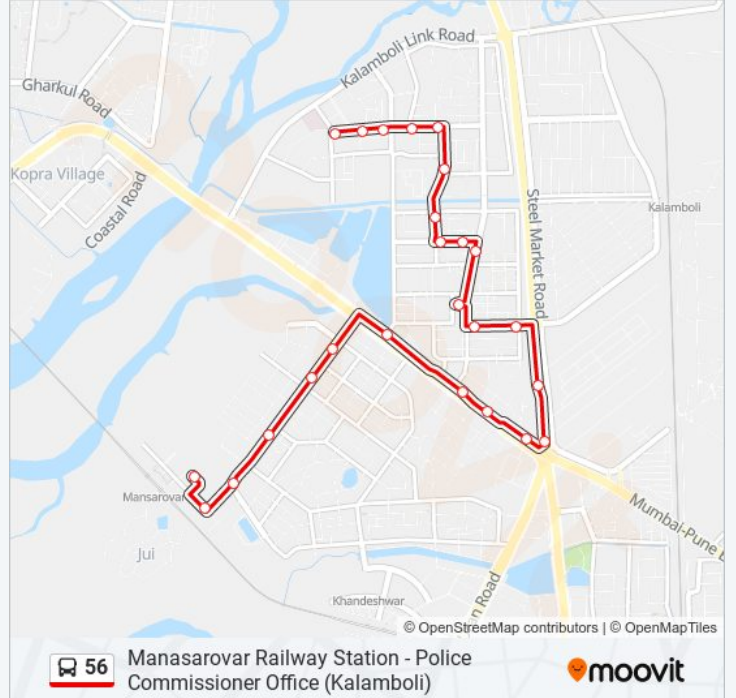 Kalamboli Link Road
Gharkul Road
Kopra Village
Coastal Road
Steel Market Road
Kalamboli
Mansarovar
Jui
Mumbai-Pune E
Khandeshwar
n Road
© OpenStreetMap contributors | © OpenMapTiles
56
Manasarovar Railway Station - Police
Commissioner Office (Kalamboli)
moovit